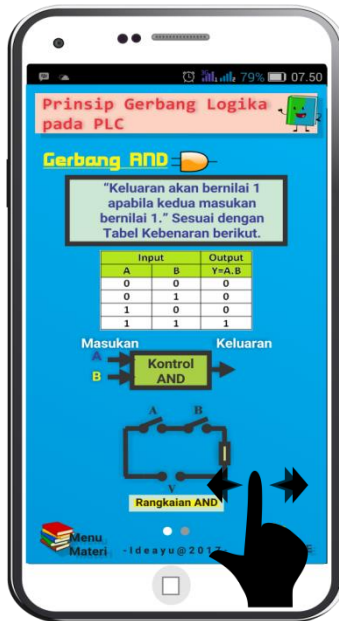 79% 07.50
Prinsip Gerbang Logika
pada PLC
Gerbang AND
"Keluaran akan bernilai 1
apabila kedua masukan
bernilai 1." Sesuai dengan
Tabel Kebenaran berikut.
Input Output
A B Y=A.B
0 0 0
0 1 0
1 0 0
1 1 1
Masukan Keluaran
A
B
Kontrol
AND
A B
V
Rangkaian AND
Menu
Materi
-Ideayu@201